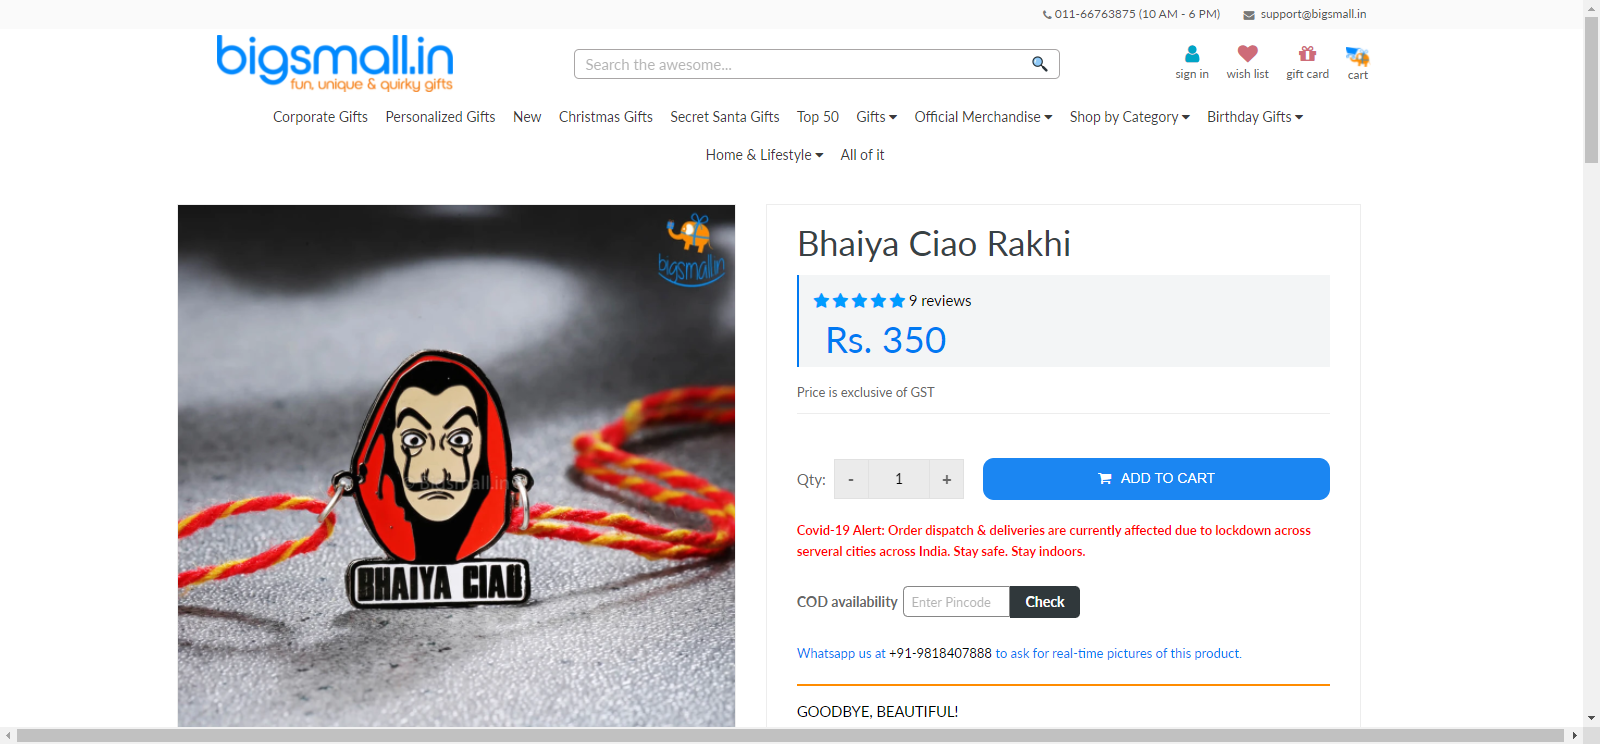 011-66763875 (10 AM - 6 PM) support@bigsmall.in
bigsmall.in
fun, unique & quirky gifts
Search the awesome...
sign in wish list gift card cart
Corporate Gifts Personalized Gifts New Christmas Gifts Secret Santa Gifts Top 50 Gifts Official Merchandise Shop by Category Birthday Gifts
Home & Lifestyle All of it
bigsmall.in
© Bigsmall.in
BHAIYA CIAO
Bhaiya Ciao Rakhi
9 reviews
Rs. 350
Price is exclusive of GST
Qty: - 1 + ADD TO CART
Covid-19 Alert: Order dispatch & deliveries are currently affected due to lockdown across
serveral cities across India. Stay safe. Stay indoors.
COD availability Enter Pincode Check
Whatsapp us at +91-9818407888 to ask for real-time pictures of this product.
GOODBYE, BEAUTIFUL!